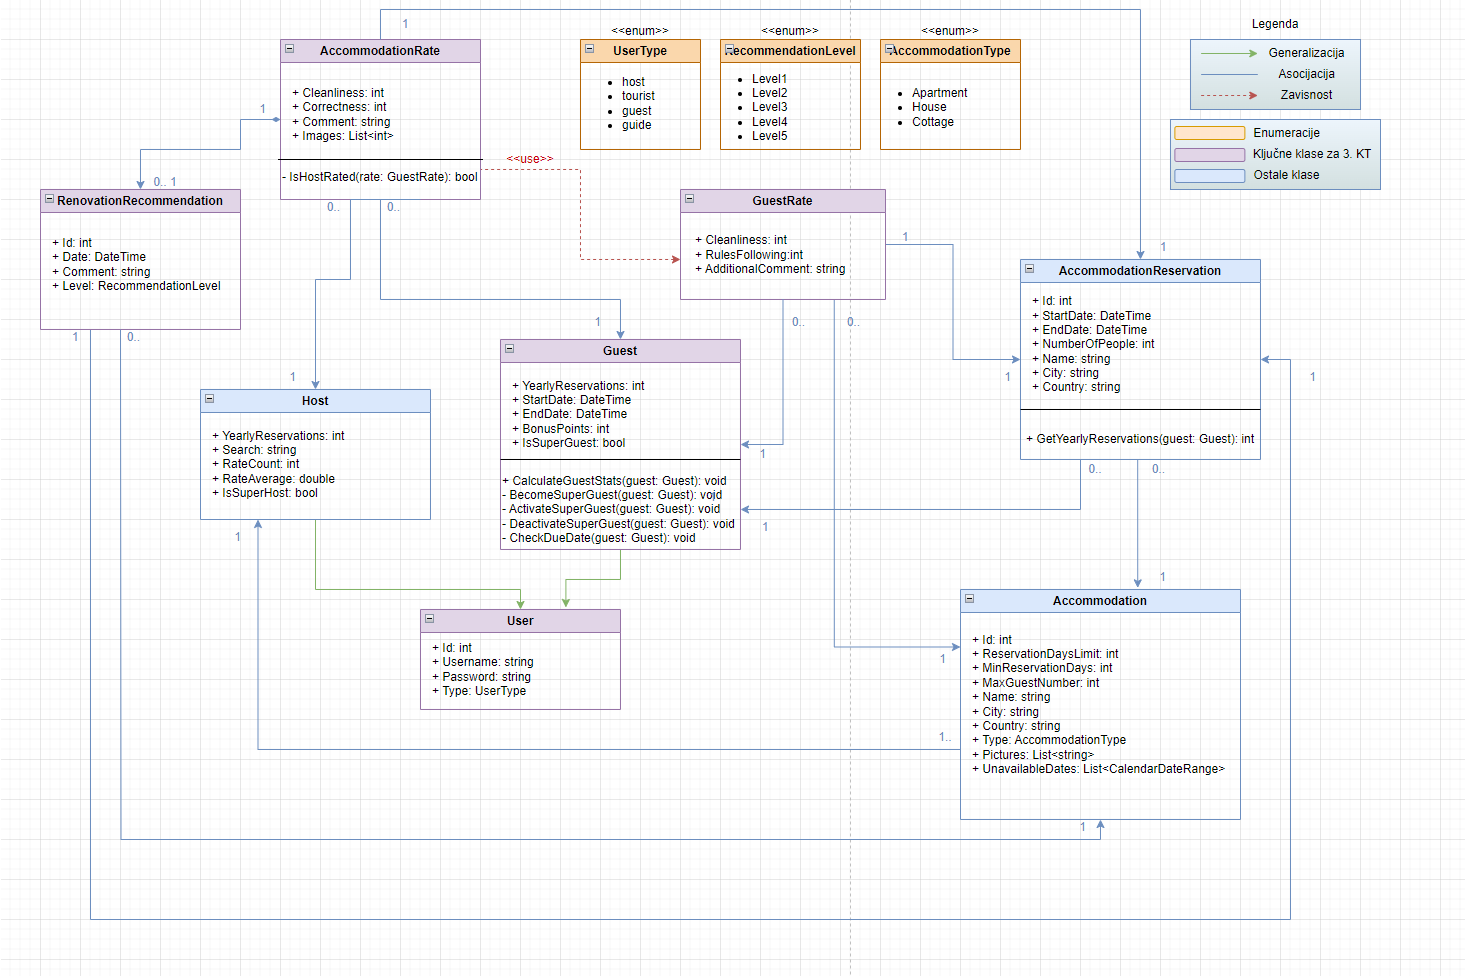 1
AccommodationRate
+ Cleanliness: int
+ Correctness: int
+ Comment: string
+ Images: List<int>
- IsHostRated(rate: GuestRate): bool
<<enum>>
UserType
host
tourist
guest
guide
<<enum>>
RecommendationLevel
Level1
Level2
Level3
Level4
Level5
<<enum>>
AccommodationType
Apartment
House
Cottage
Legenda
Generalizacija
Asocijacija
Zavisnost
Enumeracije
Ključne klase za 3. KT
Ostale klase
1
0.. 1
<<use>>
0..
0..
RenovationRecommendation
+ Id: int
+ Date: DateTime
+ Comment: string
+ Level: RecommendationLevel
1
0..
GuestRate
+ Cleanliness: int
+ RulesFollowing:int
+ AdditionalComment: string
1
1
0..
0..
1
1
1
AccommodationReservation
+ Id: int
+ StartDate: DateTime
+ EndDate: DateTime
+ NumberOfPeople: int
+ Name: string
+ City: string
+ Country: string
+ GetYearlyReservations(guest: Guest): int
0..
0..
1
Guest
+ YearlyReservations: int
+ StartDate: DateTime
+ EndDate: DateTime
+ BonusPoints: int
+ IsSuperGuest: bool
+ CalculateGuestStats(guest: Guest): void
- BecomeSuperGuest(guest: Guest): void
- ActivateSuperGuest(guest: Guest): void
- DeactivateSuperGuest(guest: Guest): void
- CheckDueDate(guest: Guest): void
1
1
Host
+ YearlyReservations: int
+ Search: string
+ RateCount: int
+ RateAverage: double
+ IsSuperHost: bool
1
User
+ Id: int
+ Username: string
+ Password: string
+ Type: UserType
1
1
1..
Accommodation
+ Id: int
+ ReservationDaysLimit: int
+ MinReservationDays: int
+ MaxGuestNumber: int
+ Name: string
+ City: string
+ Country: string
+ Type: AccommodationType
+ Pictures: List<string>
+ UnavailableDates: List<CalendarDateRange>
1